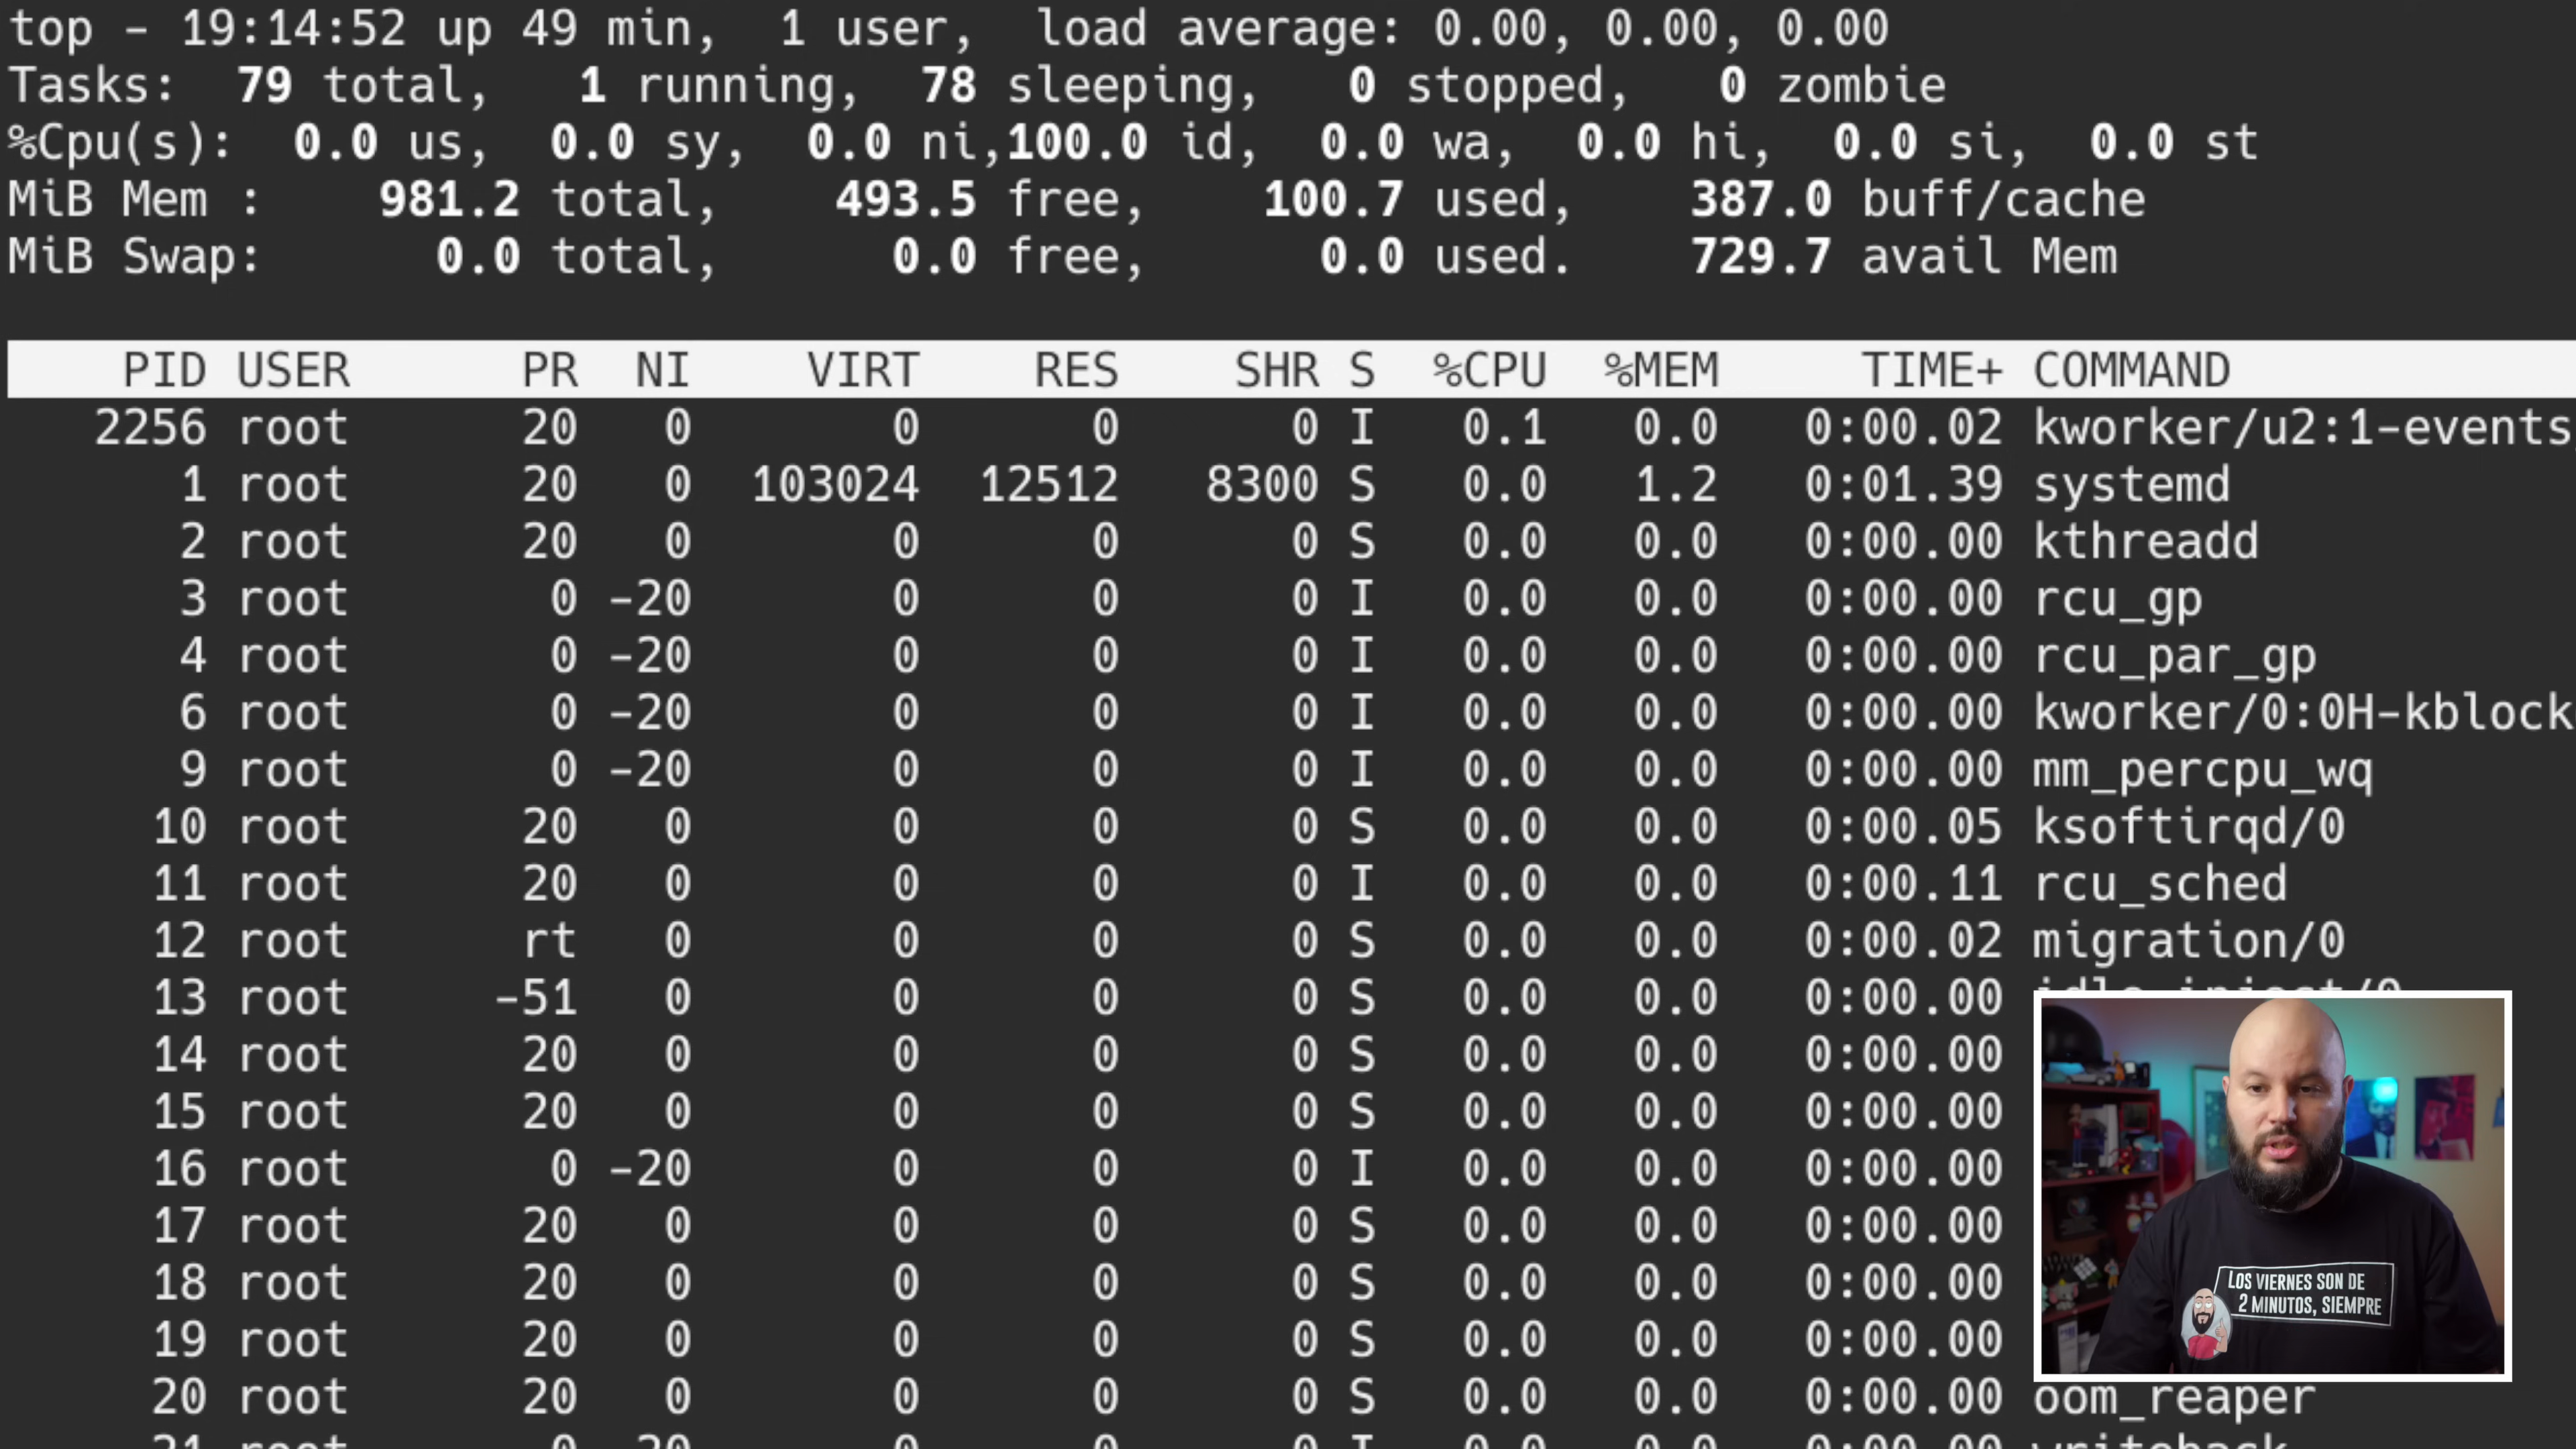 top - 19:14:52 up 49 min,  1 user,  load average: 0.00, 0.00, 0.00
Tasks:  79 total,   1 running,  78 sleeping,   0 stopped,   0 zombie
%Cpu(s):  0.0 us,  0.0 sy,  0.0 ni,100.0 id,  0.0 wa,  0.0 hi,  0.0 si,  0.0 st
MiB Mem :    981.2 total,    493.5 free,    100.7 used,    387.0 buff/cache
MiB Swap:      0.0 total,      0.0 free,      0.0 used.    729.7 avail Mem
PID USER PR NI VIRT RES SHR S %CPU %MEM TIME+ COMMAND
2256 root 20 0 0 0 0 I 0.1 0.0 0:00.02 kworker/u2:1-events
1 root 20 0 103024 12512 8300 S 0.0 1.2 0:01.39 systemd
2 root 20 0 0 0 0 S 0.0 0.0 0:00.00 kthreadd
3 root 0 -20 0 0 0 I 0.0 0.0 0:00.00 rcu_gp
4 root 0 -20 0 0 0 I 0.0 0.0 0:00.00 rcu_par_gp
6 root 0 -20 0 0 0 I 0.0 0.0 0:00.00 kworker/0:0H-kblock
9 root 0 -20 0 0 0 I 0.0 0.0 0:00.00 mm_percpu_wq
10 root 20 0 0 0 0 S 0.0 0.0 0:00.05 ksoftirqd/0
11 root 20 0 0 0 0 I 0.0 0.0 0:00.11 rcu_sched
12 root rt 0 0 0 0 S 0.0 0.0 0:00.02 migration/0
13 root -51 0 0 0 0 S 0.0 0.0 0:00.00 idle_inject/0
14 root 20 0 0 0 0 S 0.0 0.0 0:00.00
15 root 20 0 0 0 0 S 0.0 0.0 0:00.00
16 root 0 -20 0 0 0 I 0.0 0.0 0:00.00
17 root 20 0 0 0 0 S 0.0 0.0 0:00.00
18 root 20 0 0 0 0 S 0.0 0.0 0:00.00
19 root 20 0 0 0 0 S 0.0 0.0 0:00.00
20 root 20 0 0 0 0 S 0.0 0.0 0:00.00 oom_reaper
LOS VIERNES SON DE
2 MINUTOS, SIEMPRE